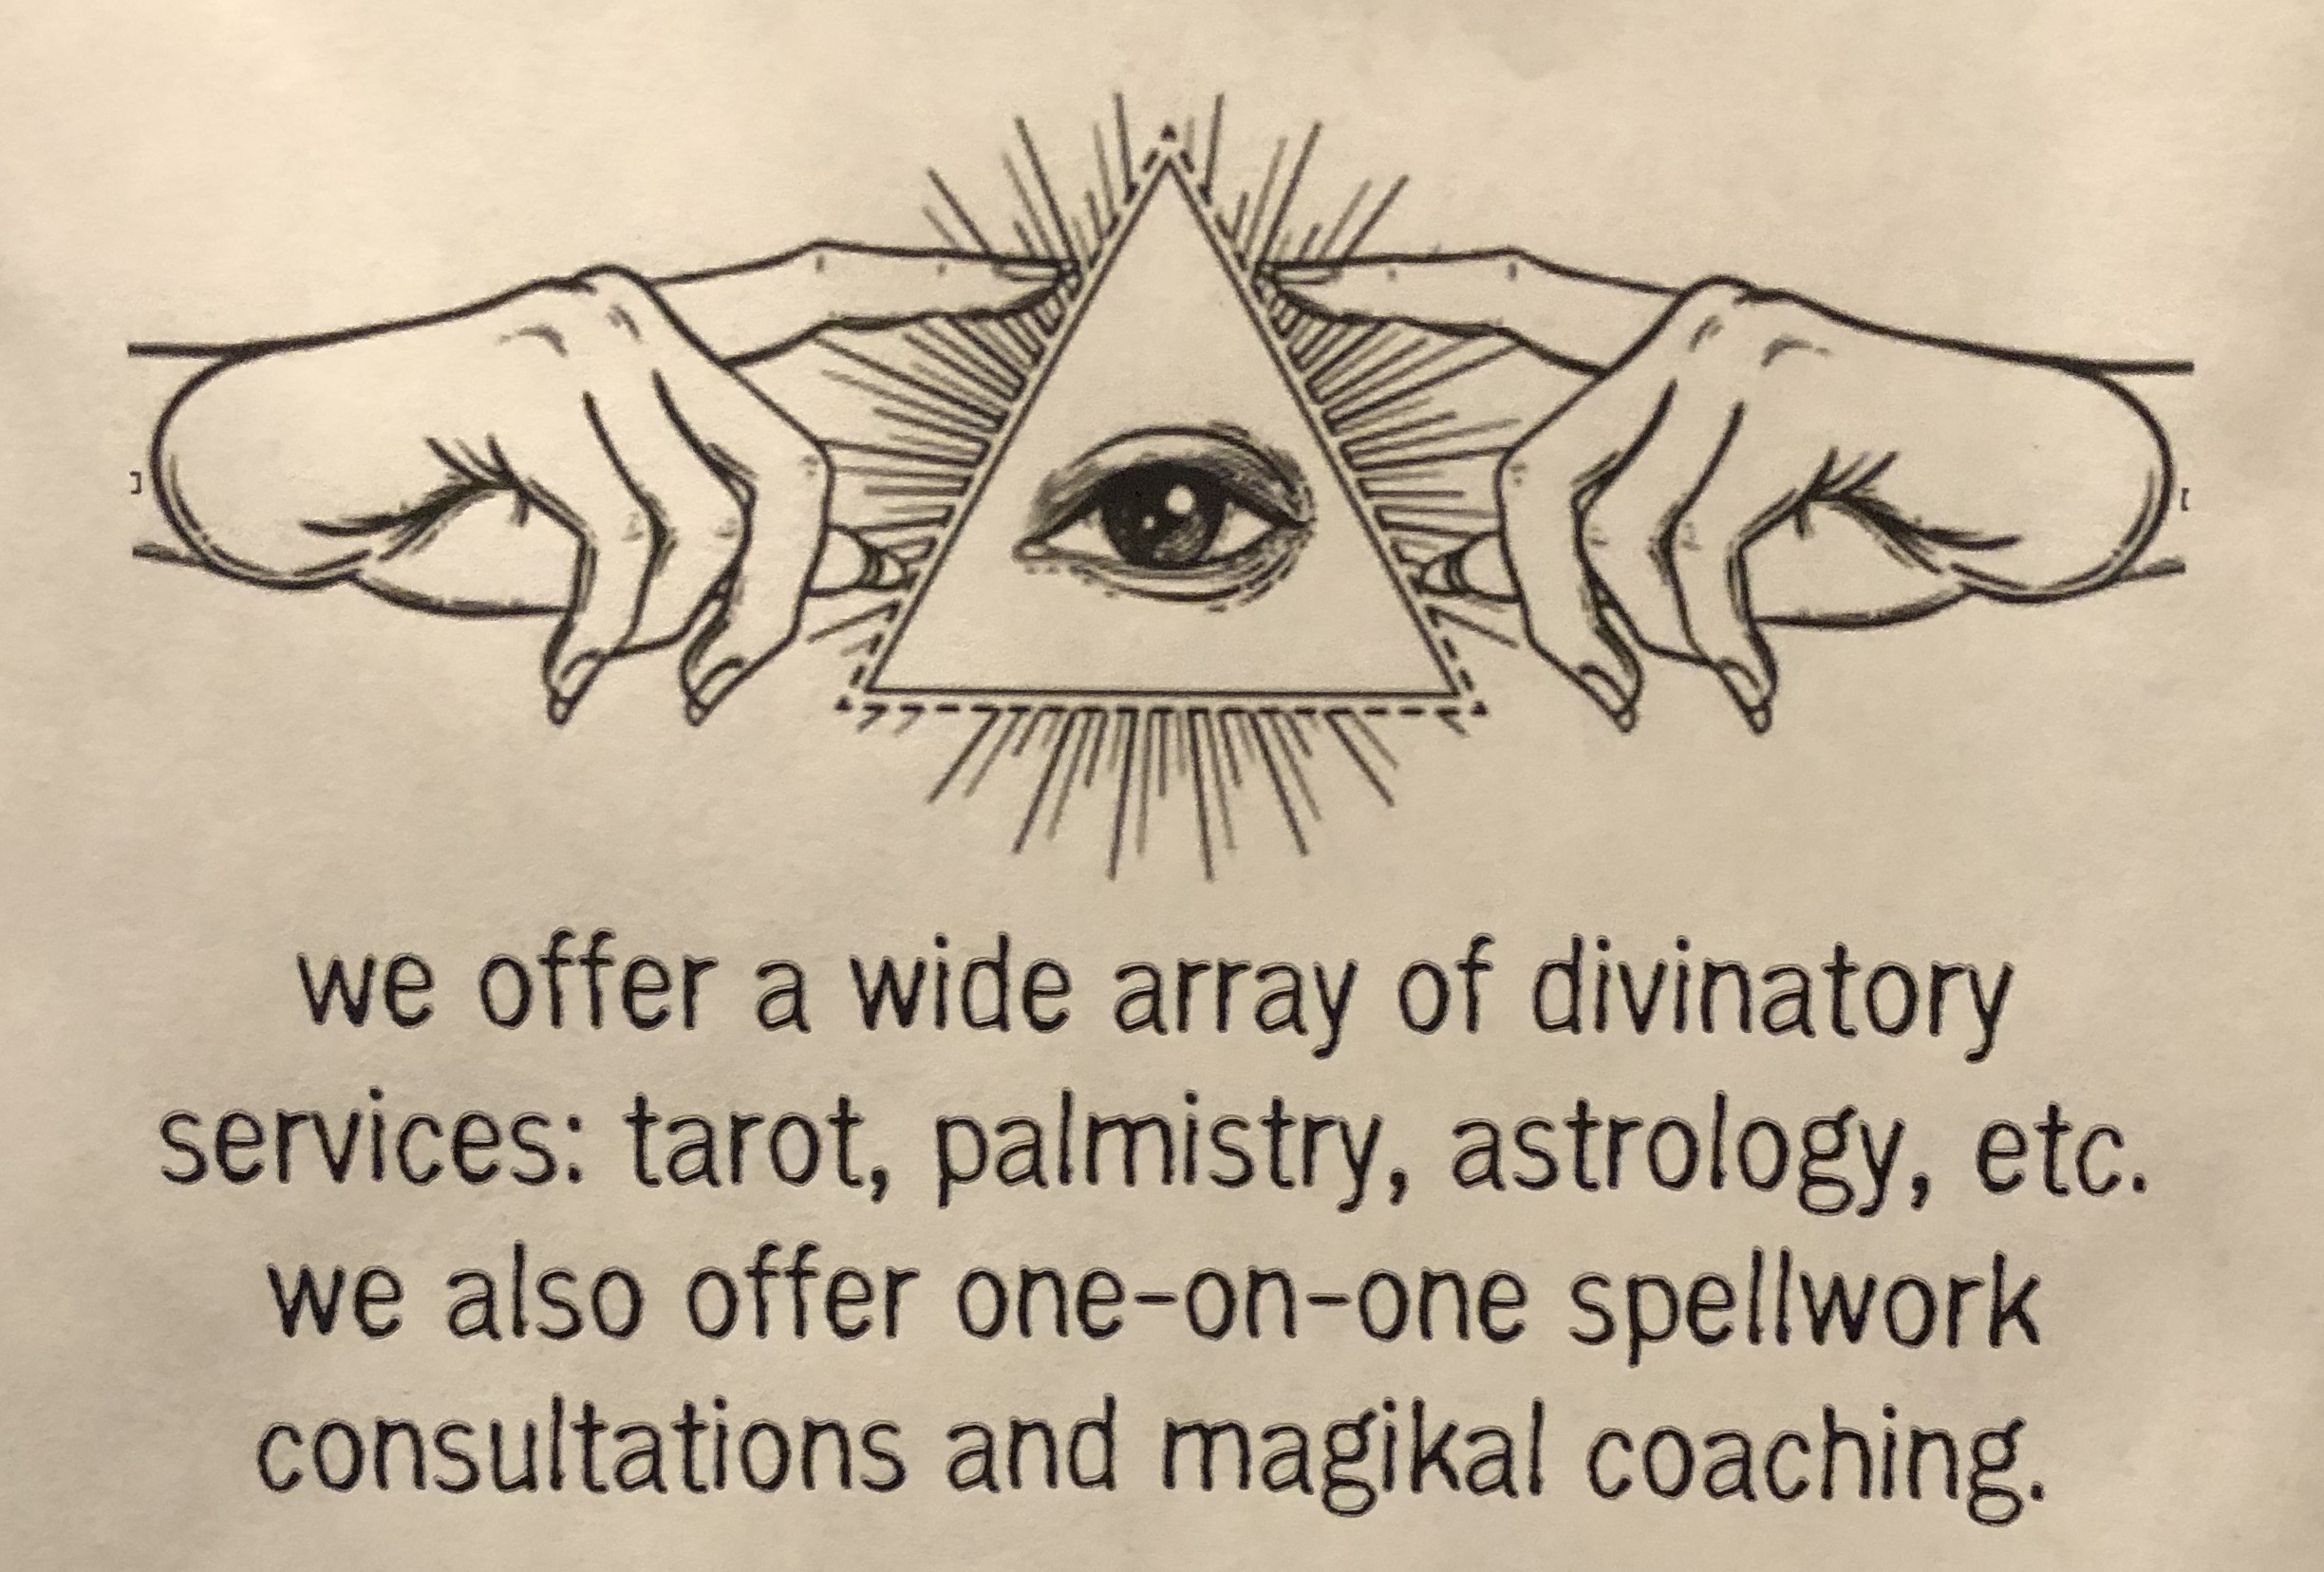 we offer a wide array of divinatory
services: tarot, palmistry, astrology, etc.
we also offer one-on-one spellwork
consultations and magikal coaching.